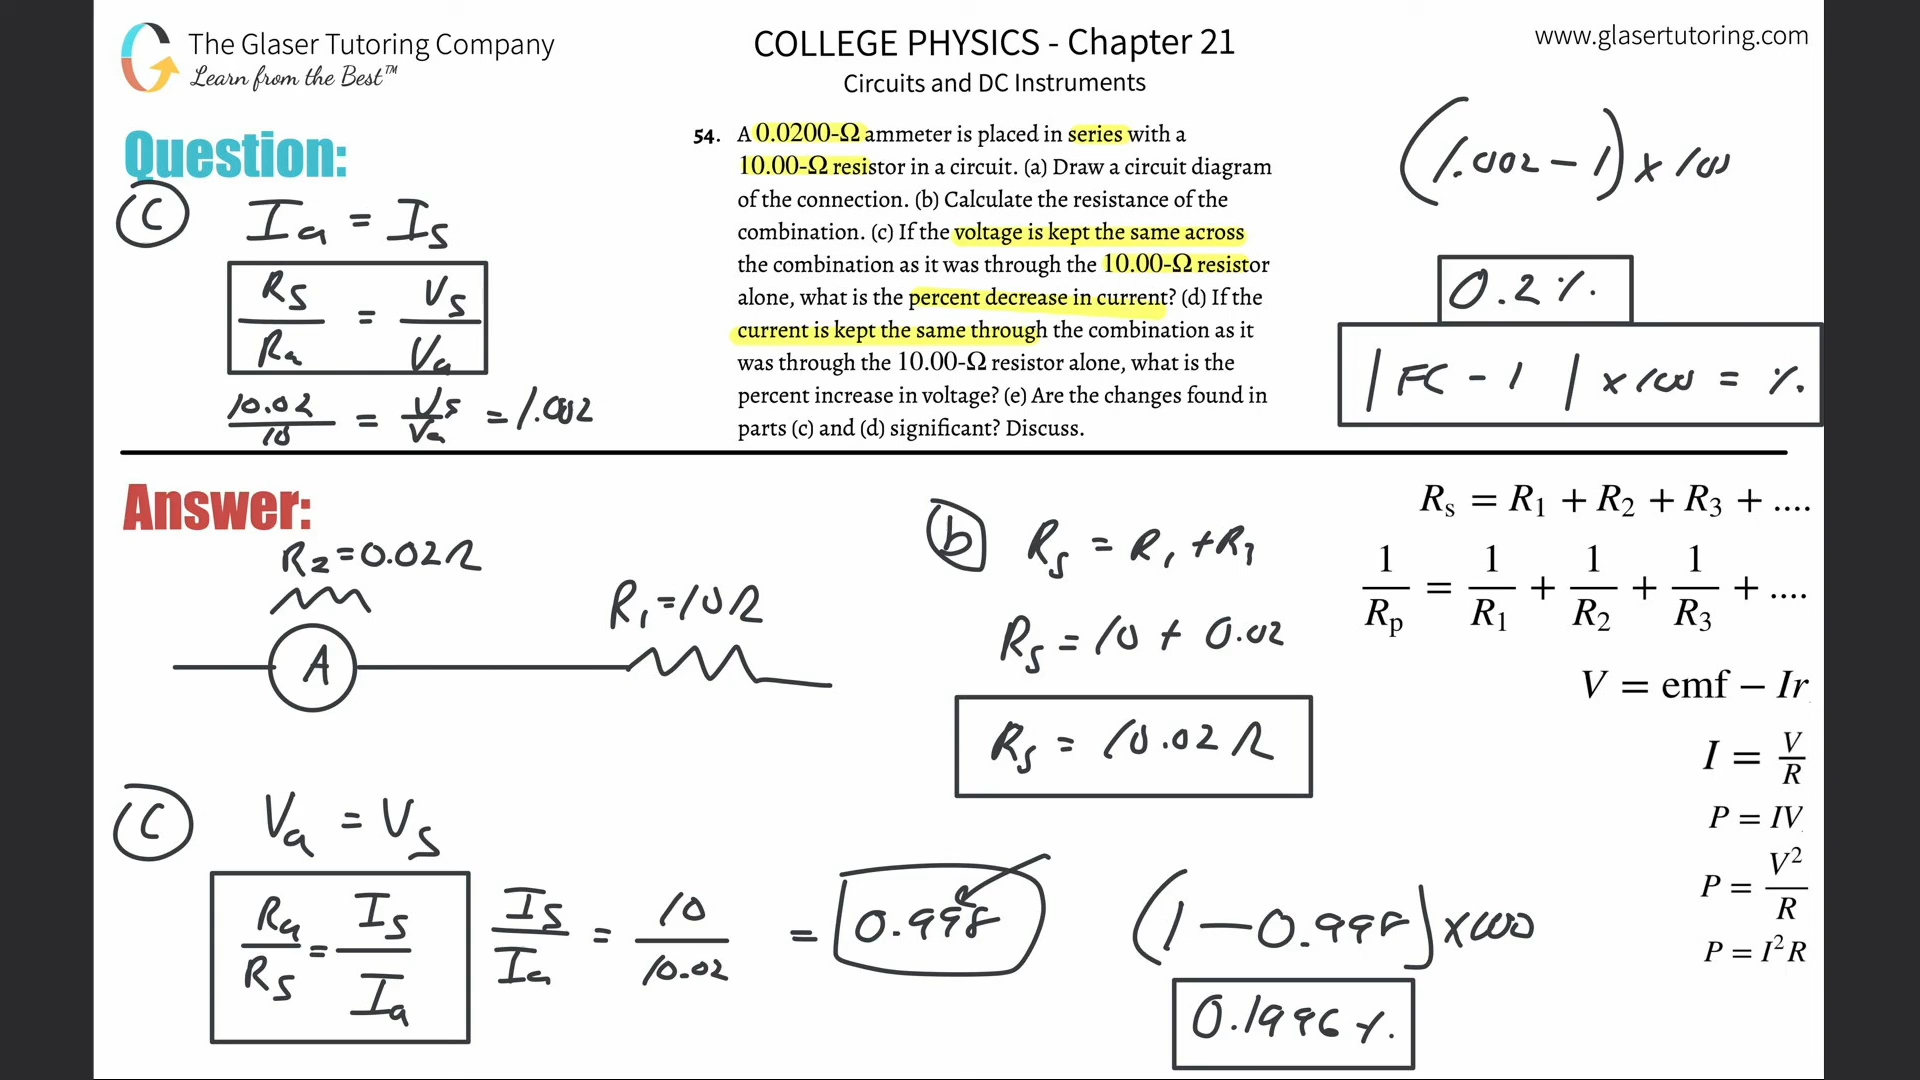 The Glaser Tutoring Company
Learn from the Best™
COLLEGE PHYSICS - Chapter 21
Circuits and DC Instruments
www.glasertutoring.com
Question:
54. A 0.0200-Ω ammeter is placed in series with a
10.00-Ω resistor in a circuit. (a) Draw a circuit diagram
of the connection. (b) Calculate the resistance of the
combination. (c) If the voltage is kept the same across
the combination as it was through the 10.00-Ω resistor
alone, what is the percent decrease in current? (d) If the
current is kept the same through the combination as it
was through the 10.00-Ω resistor alone, what is the
percent increase in voltage? (e) Are the changes found in
parts (c) and (d) significant? Discuss.
C Ia = Is
Rs/Ra = Vs/Va
10.02/10 = Vs/Va = 1.002
(1.002 - 1) x 100
0.2 %.
| FC - 1 | x 100 = %.
Answer:
R2 = 0.02Ω
A
R1 = 10Ω
b Rs = R1 + R2
Rs = 10 + 0.02
Rs = 10.02 Ω
Rs = R1 + R2 + R3 + ....
1/Rp = 1/R1 + 1/R2 + 1/R3 + ....
V = emf − Ir
I = V/R
P = IV
P = V²/R
P = I²R
C Va = Vs
Ra/Rs = Is/Ia
Is/Ia = 10/10.02 = 0.998
(1 - 0.998) x 100
0.1996 %.